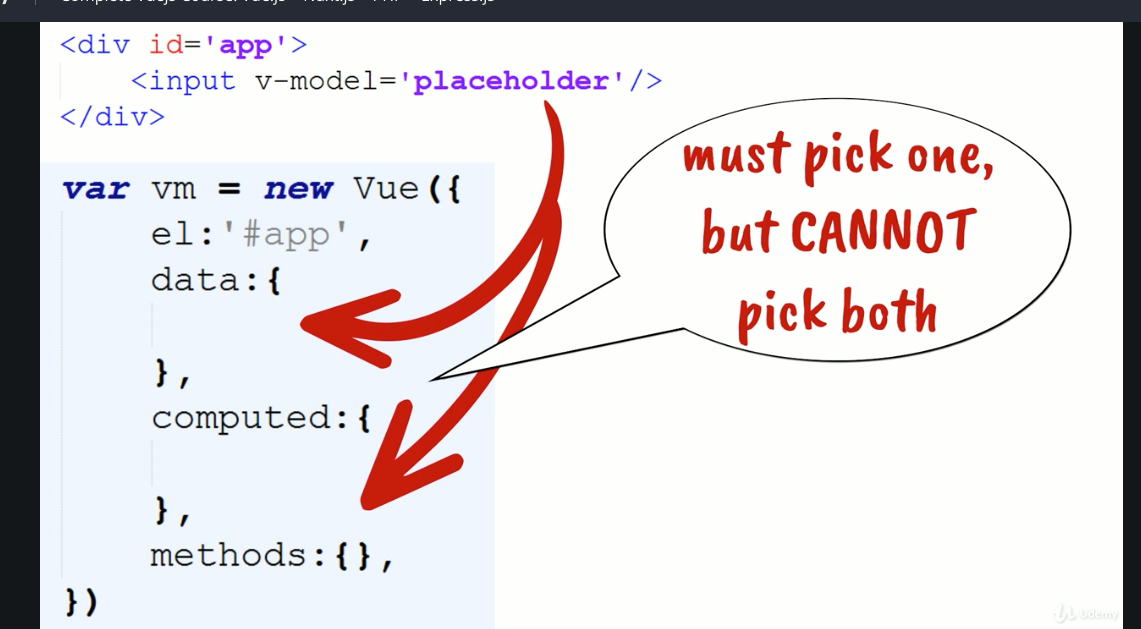 <div id='app'>
<input v-model='placeholder'/>
</div>
must pick one,
but CANNOT
pick both
var vm = new Vue({
el:'#app',
data:{
},
computed:{
},
methods:{},
})
Udemy